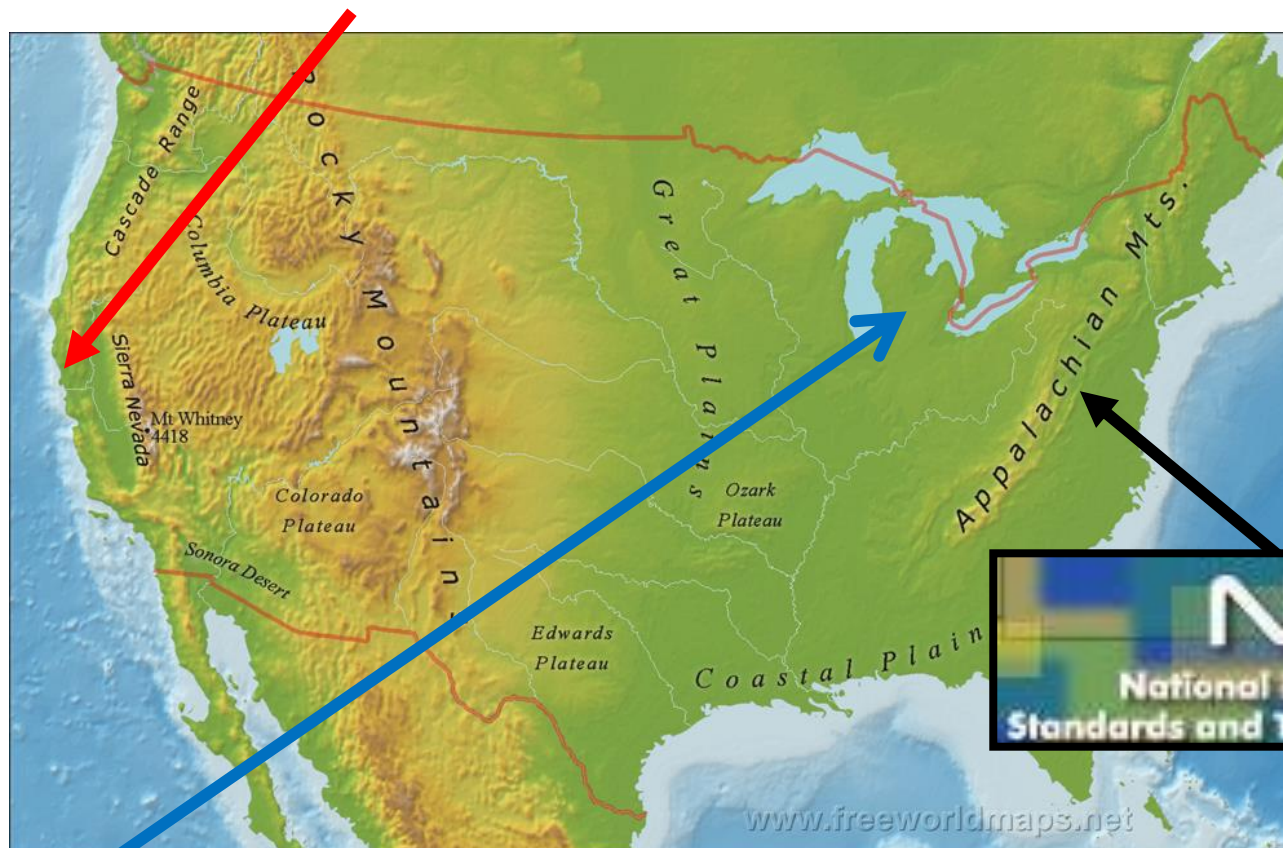 Rocky Mountain
Cascade Range
Columbia Plateau
Great Plains
Appalachian Mts.
Sierra Nevada
Mt Whitney
4418
Colorado
Plateau
Ozark
Plateau
Sonora Desert
Edwards
Plateau
Coastal Plain
National
Standards and
www.freeworldmaps.net